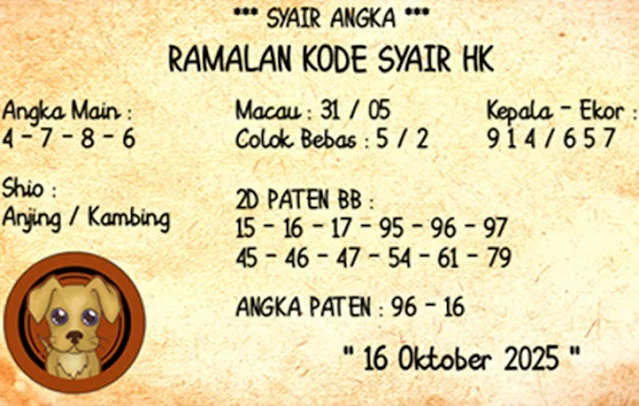 *** SYAIR ANGKA ***
RAMALAN KODE SYAIR HK
Angka Main :
4 - 7 - 8 - 6
Macau : 31 / 05
Colok Bebas : 5 / 2
Kepala - Ekor :
9 1 4 / 6 5 7
Shio :
Anjing / Kambing
2D PATEN BB :
15 - 16 - 17 - 95 - 96 - 97
45 - 46 - 47 - 54 - 61 - 79
ANGKA PATEN : 96 - 16
" 16 Oktober 2025 "